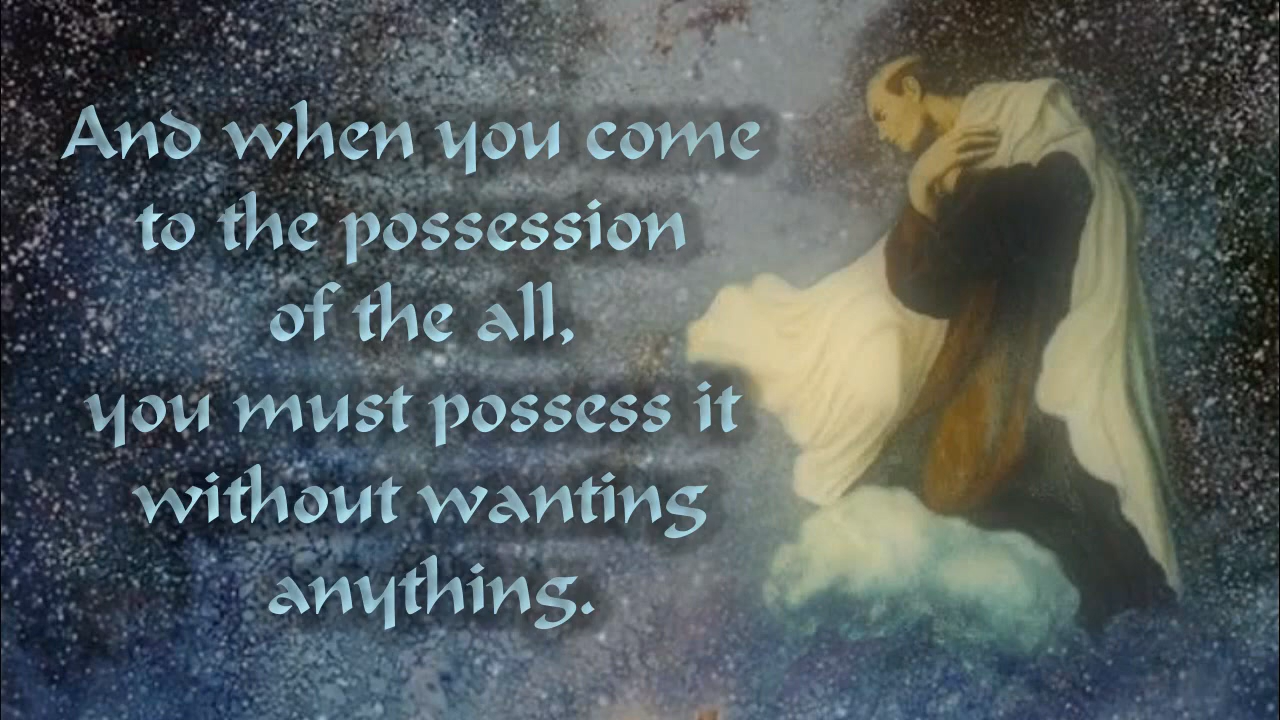 And when you come
to the possession
of the all,
you must possess it
without wanting
anything.